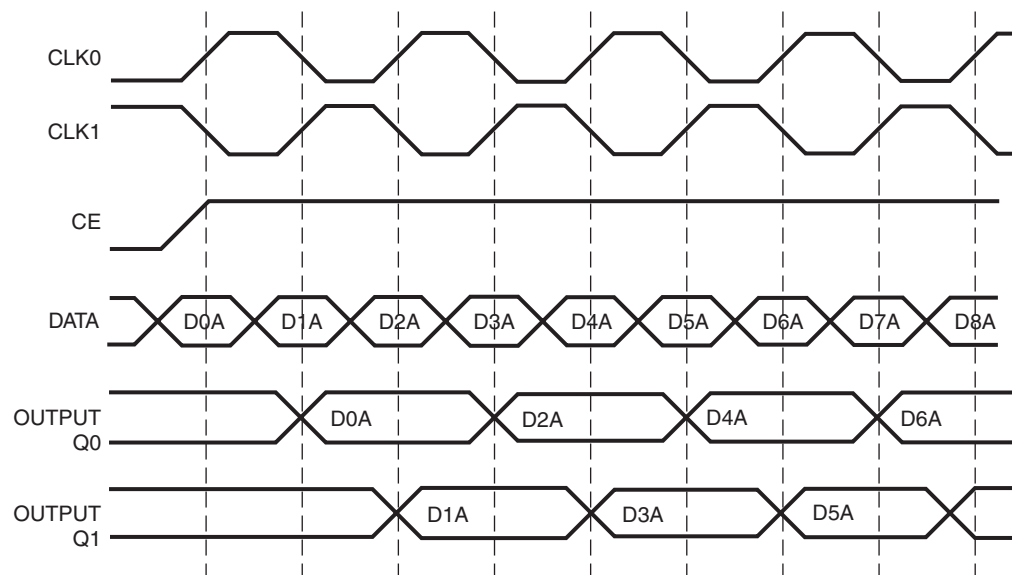 CLK0
CLK1
CE
DATA D0A D1A D2A D3A D4A D5A D6A D7A D8A
OUTPUT
Q0
D0A D2A D4A D6A
OUTPUT
Q1
D1A D3A D5A